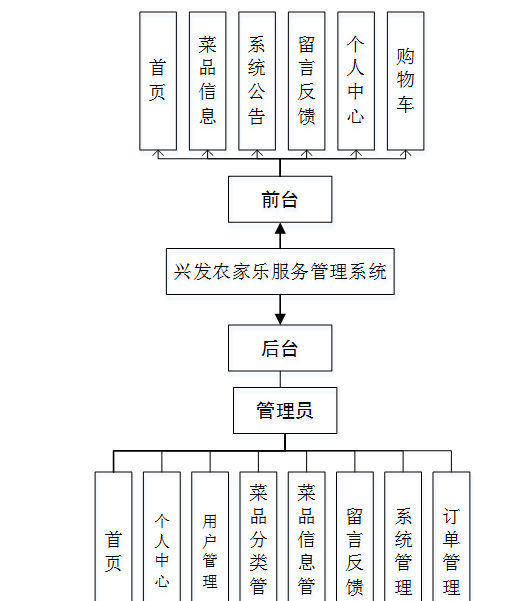 首页
菜品信息
系统公告
留言反馈
个人中心
购物车
前台
兴发农家乐服务管理系统
后台
管理员
首页
个人中心
用户管理
菜品分类管
菜品信息管
留言反馈
系统管理
订单管理